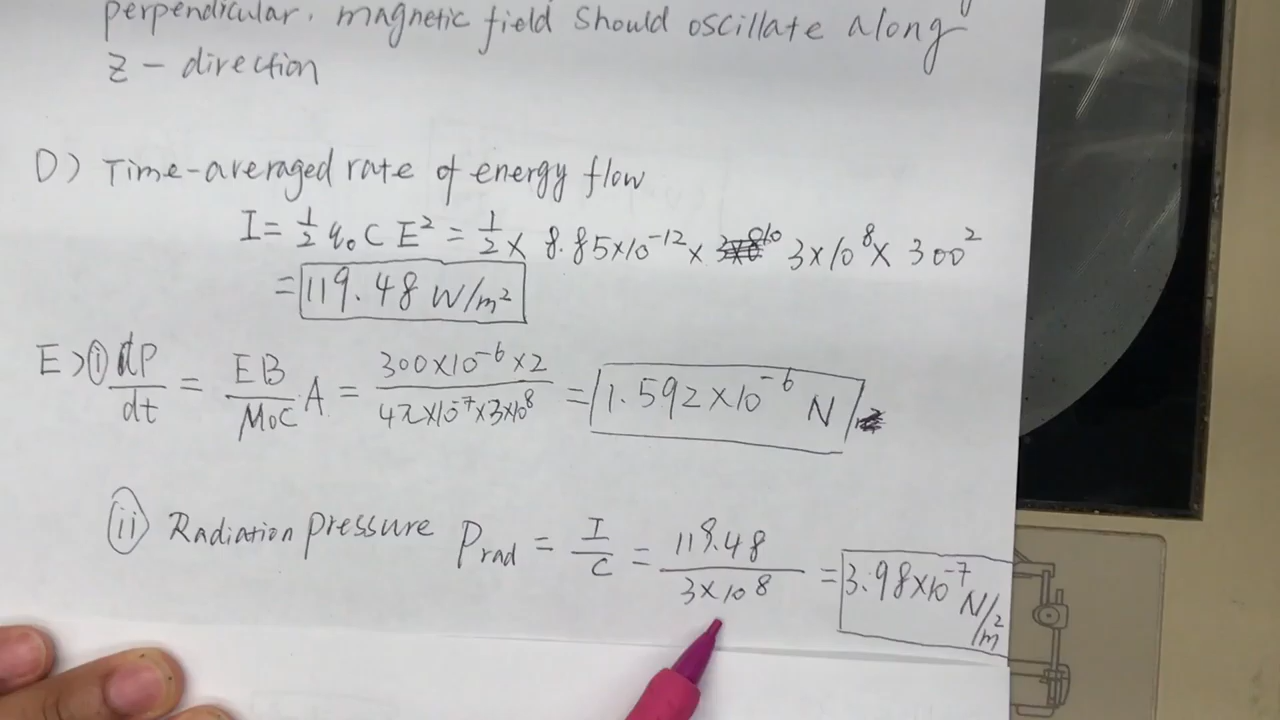 perpendicular. magnetic field should oscillate along
z - direction
D) Time-averaged rate of energy flow
I = 1/2 ε₀ C E² = 1/2 × 8.85×10⁻¹² × 3×10⁸ × 300²
= 119.48 W/m²
E) ⓘ dP/dt = EB/M₀C · A = 300×10⁻⁶×2 / 4π×10⁻⁷×3×10⁸ = 1.592×10⁻⁶ N
ⓘⓘ Radiation pressure Prad = I/C = 119.48 / 3×10⁸ = 3.98×10⁻⁷ N/m²